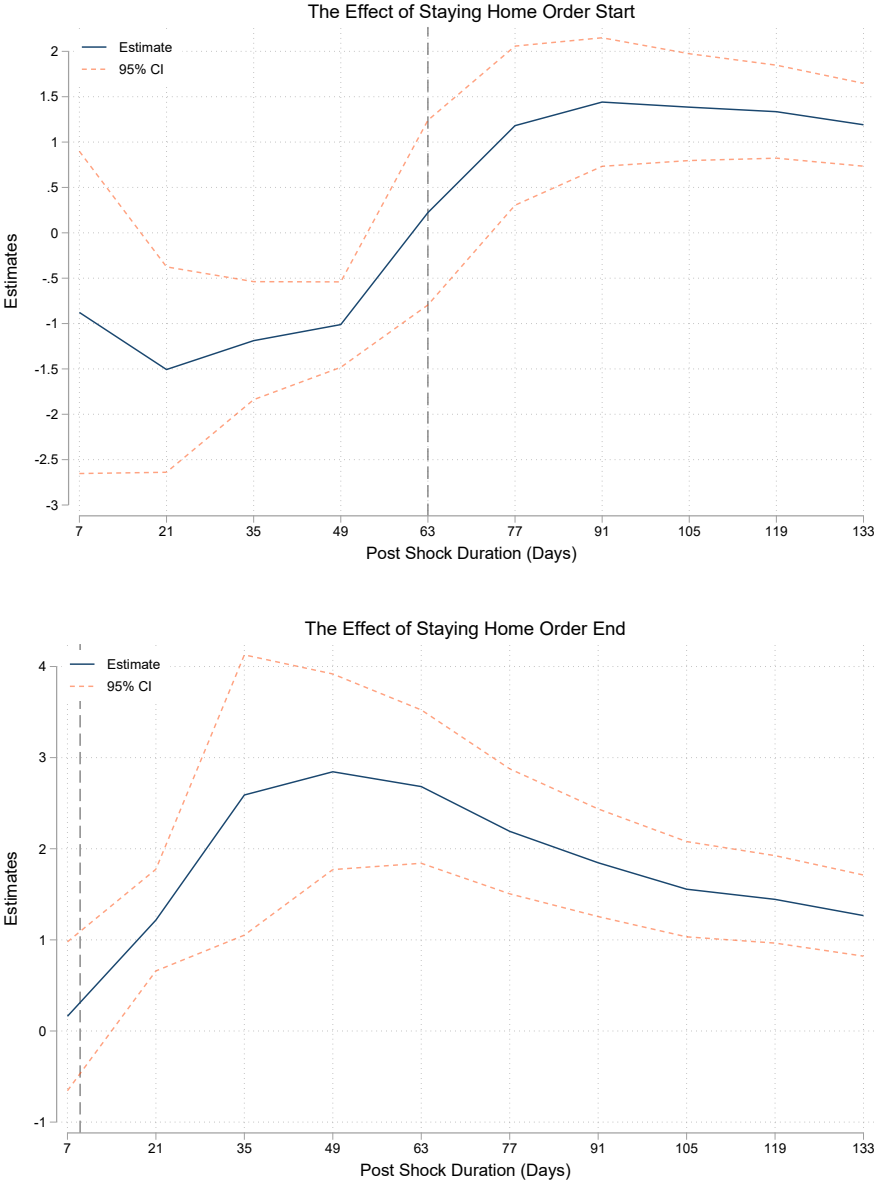 The Effect of Staying Home Order Start
Estimate
95% CI
2
1.5
1
.5
0
-.5
-1
-1.5
-2
-2.5
-3
Estimates
7 21 35 49 63 77 91 105 119 133
Post Shock Duration (Days)
The Effect of Staying Home Order End
Estimate
95% CI
4
3
2
1
0
-1
Estimates
7 21 35 49 63 77 91 105 119 133
Post Shock Duration (Days)